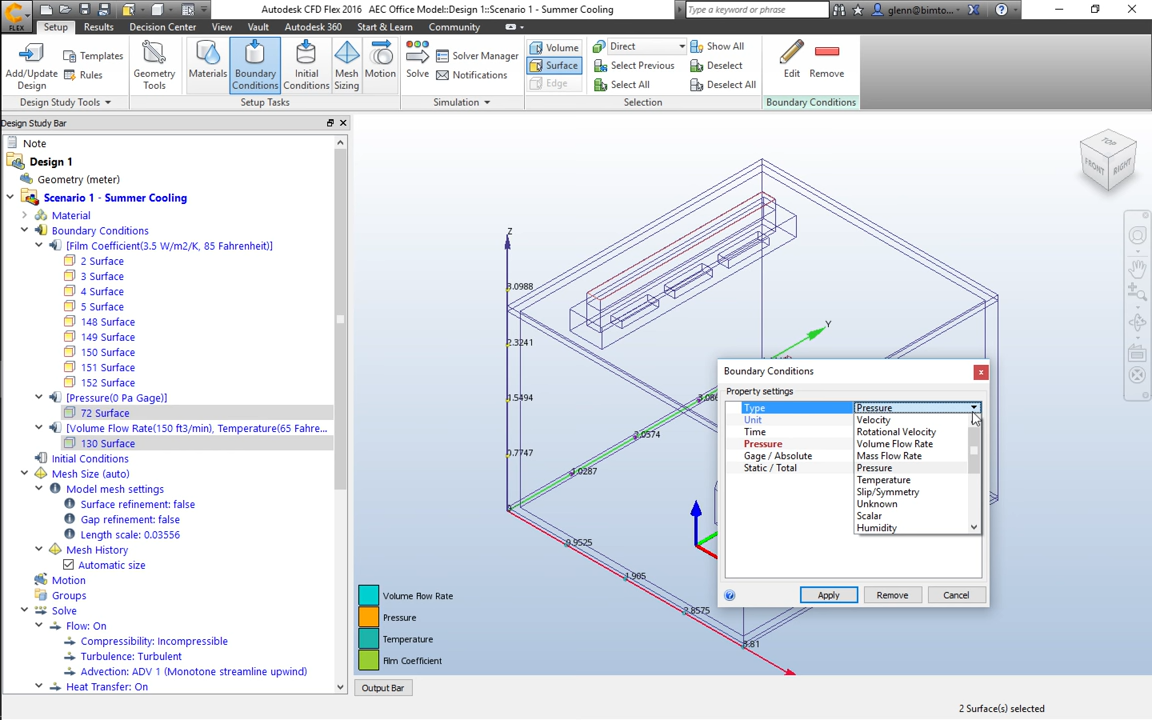 Autodesk CFD Flex 2016   AEC Office Model::Design 1::Scenario 1 - Summer Cooling
Type a keyword or phrase
glenn@bimto...
FLEX
Setup Results Decision Center View Vault Autodesk 360 Start & Learn Community
Add/Update Design
Templates
Rules
Geometry Tools
Materials
Boundary Conditions
Initial Conditions
Mesh Sizing
Motion
Solve
Solver Manager
Notifications
Volume
Surface
Edge
Direct
Select Previous
Select All
Show All
Deselect
Deselect All
Edit
Remove
Design Study Tools
Setup Tasks
Simulation
Selection
Boundary Conditions
Design Study Bar
Note
Design 1
Geometry (meter)
Scenario 1 - Summer Cooling
Material
Boundary Conditions
[Film Coefficient(3.5 W/m2/K, 85 Fahrenheit)]
2 Surface
3 Surface
4 Surface
5 Surface
148 Surface
149 Surface
150 Surface
151 Surface
152 Surface
[Pressure(0 Pa Gage)]
72 Surface
[Volume Flow Rate(150 ft3/min), Temperature(65 Fahre...
130 Surface
Initial Conditions
Mesh Size (auto)
Model mesh settings
Surface refinement: false
Gap refinement: false
Length scale: 0.03556
Mesh History
Automatic size
Motion
Groups
Solve
Flow: On
Compressibility: Incompressible
Turbulence: Turbulent
Advection: ADV 1 (Monotone streamline upwind)
Heat Transfer: On
TOP
FRONT
RIGHT
Z
3.0988
2.3241
1.5494
0.7747
0
Y
3.086
2.0574
1.0287
0.9525
1.905
2.8575
3.81
Boundary Conditions
Property settings
Type Pressure
Unit
Time
Pressure
Gage / Absolute
Static / Total
Velocity
Rotational Velocity
Volume Flow Rate
Mass Flow Rate
Pressure
Temperature
Slip/Symmetry
Unknown
Scalar
Humidity
Apply
Remove
Cancel
Volume Flow Rate
Pressure
Temperature
Film Coefficient
Output Bar
2 Surface(s) selected